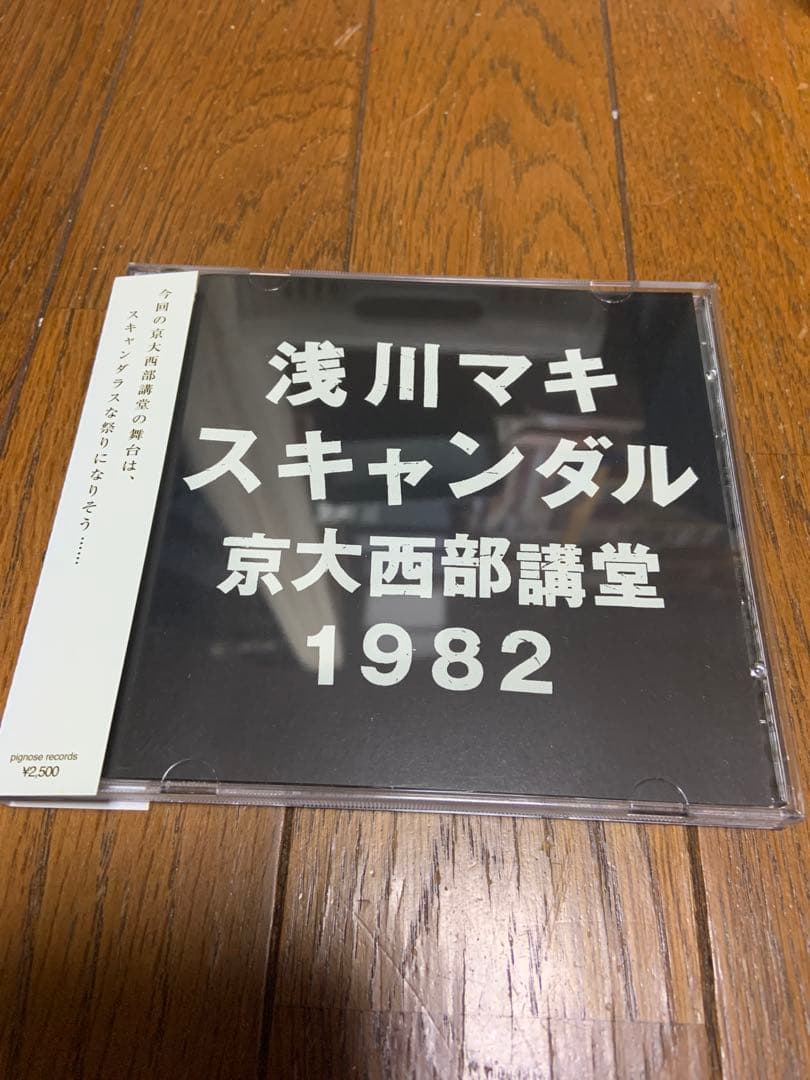 今回の京大西部講堂の舞台は、
スキャンダラスな祭りになりそう……
pignose records
¥2,500
浅川マキ
スキャンダル
京大西部講堂
1982